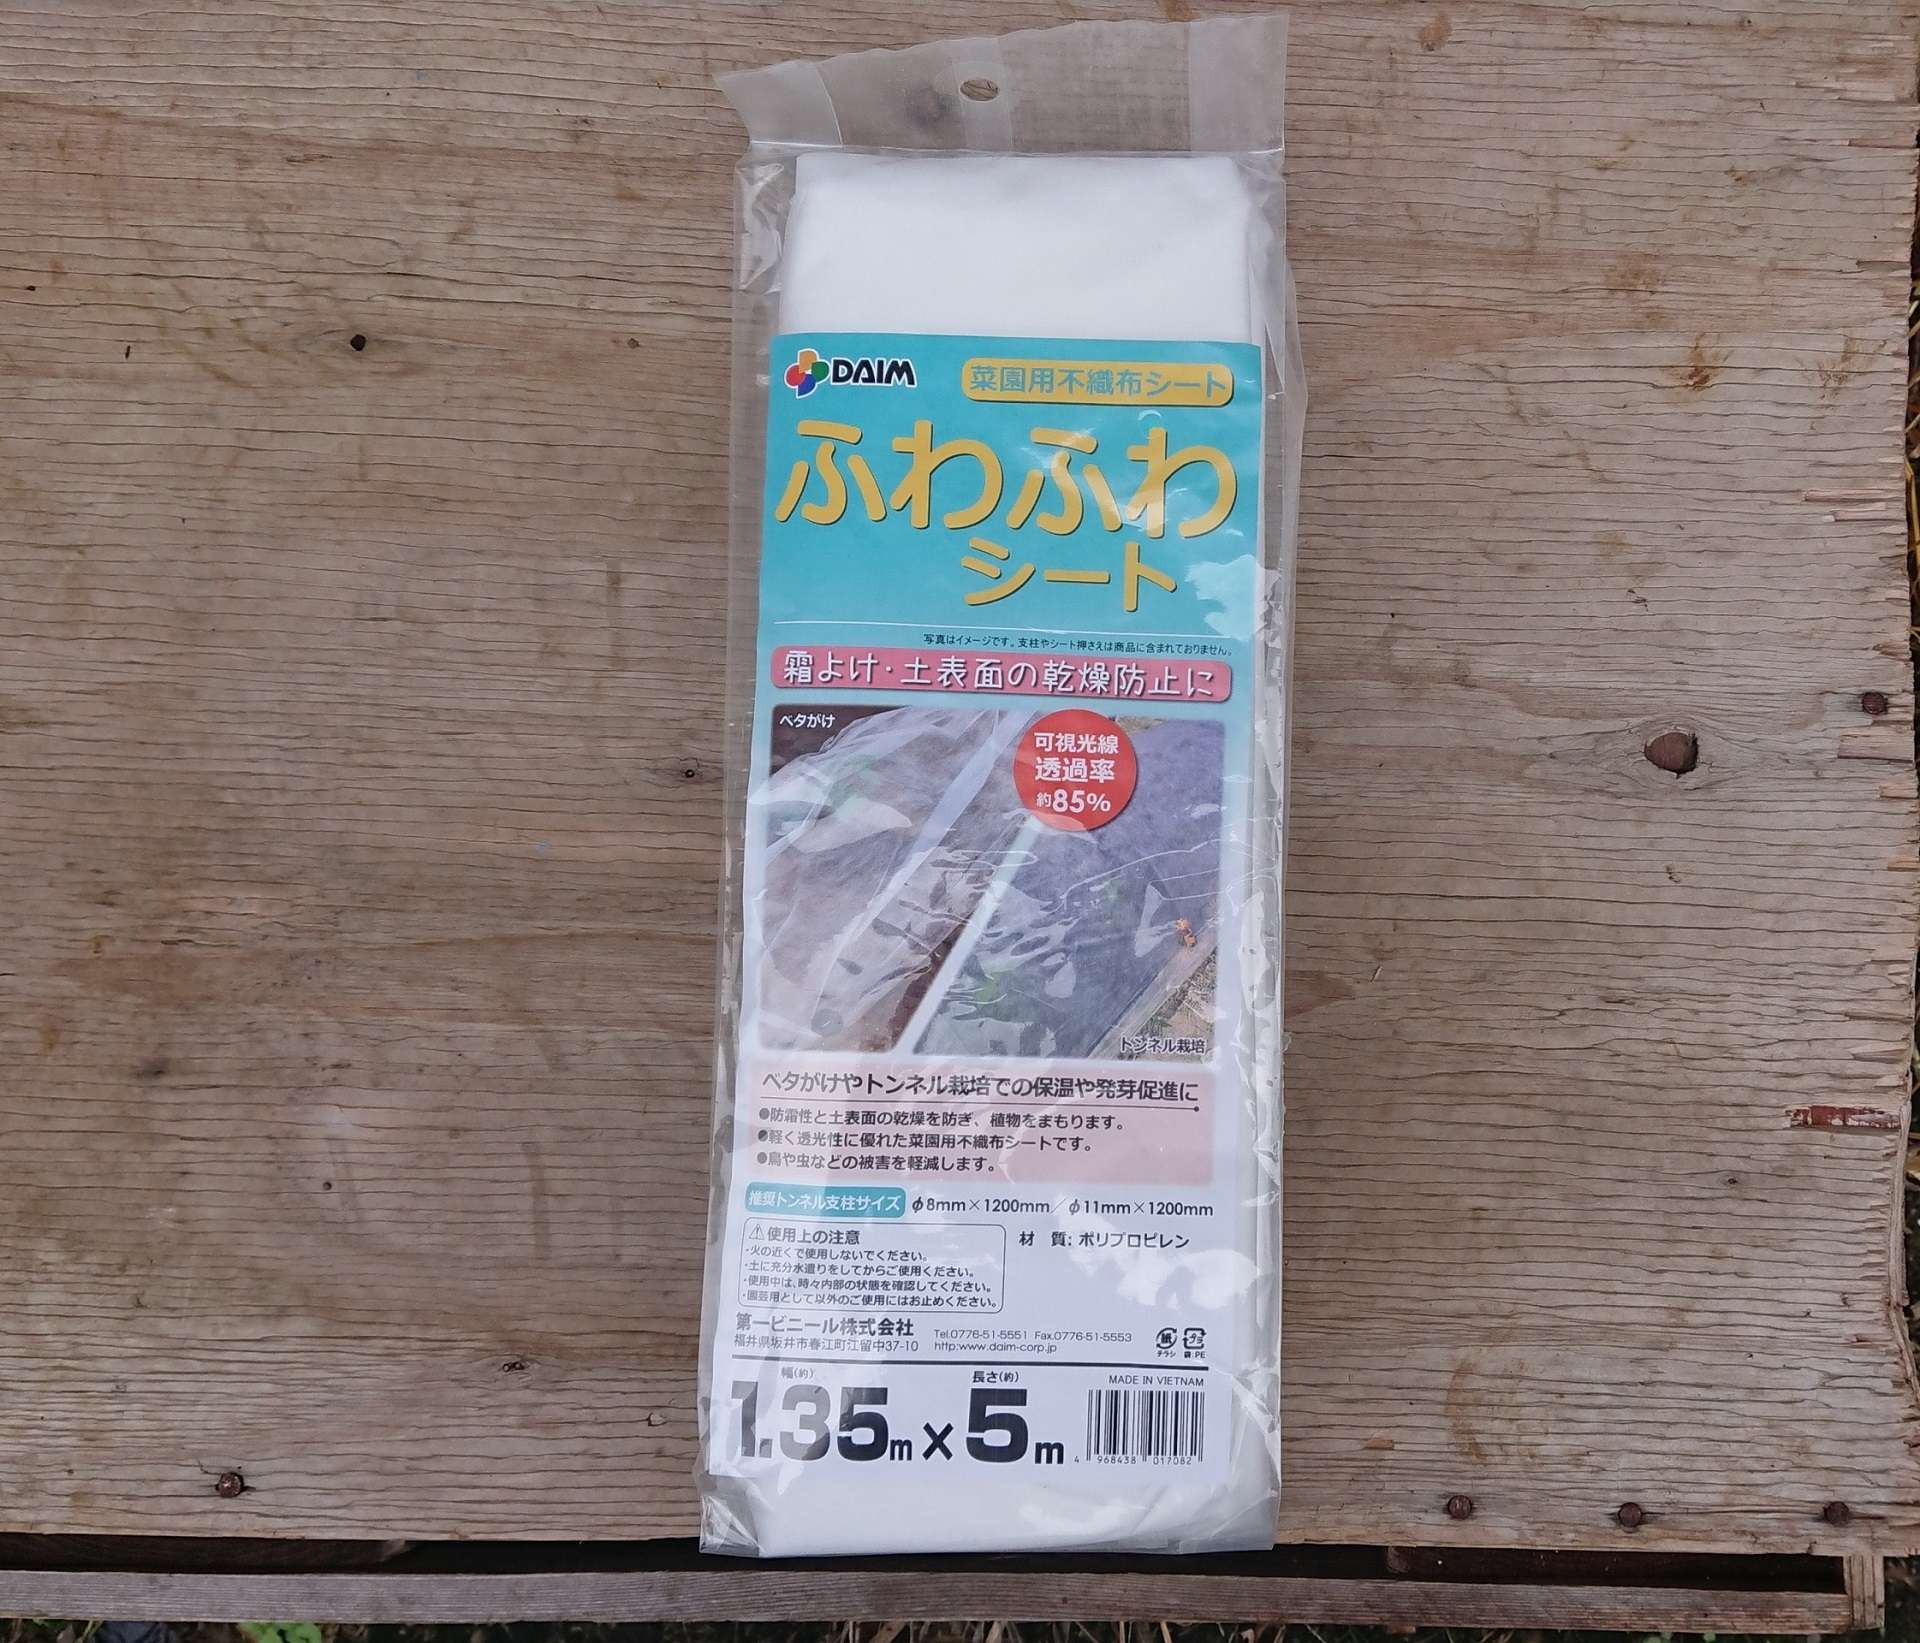 DAIM
菜園用不織布シート
ふわふわ
シート
写真はイメージです。支柱やシート押さえは商品に含まれておりません。
霜よけ・土表面の乾燥防止に
ベタがけ
可視光線
透過率
約85%
トンネル栽培
ベタがけやトンネル栽培での保温や発芽促進に
●防霜性と土表面の乾燥を防ぎ、植物をまもります。
●軽く透光性に優れた菜園用不織布シートです。
●鳥や虫などの被害を軽減します。
推奨トンネル支柱サイズ φ8mm×1200mm/φ11mm×1200mm
⚠使用上の注意
・火の近くで使用しないでください。
・土に充分水遣りをしてからご使用ください。
・使用中は、時々内部の状態を確認してください。
・園芸用として以外のご使用にはお止めください。
材 質:ポリプロピレン
第一ビニール株式会社
福井県坂井市春江町江留中37-10
Tel.0776-51-5551 Fax.0776-51-5553
http:www.daim-corp.jp
紙
チラシ
プラ
袋:PE
幅(約)
長さ(約)
1.35m×5m
MADE IN VIETNAM
4 968438 017082